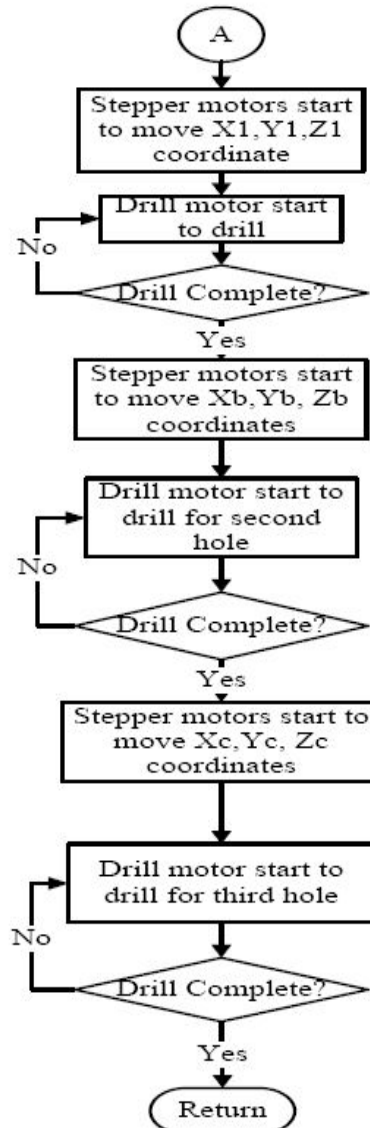 A
Stepper motors start
to move X1,Y1,Z1
coordinate
Drill motor start
to drill
No
Drill Complete?
Yes
Stepper motors start
to move Xb,Yb, Zb
coordinates
Drill motor start to
drill for second
hole
No
Drill Complete?
Yes
Stepper motors start to
move Xc,Yc, Zc
coordinates
Drill motor start to
drill for third hole
No
Drill Complete?
Yes
Return